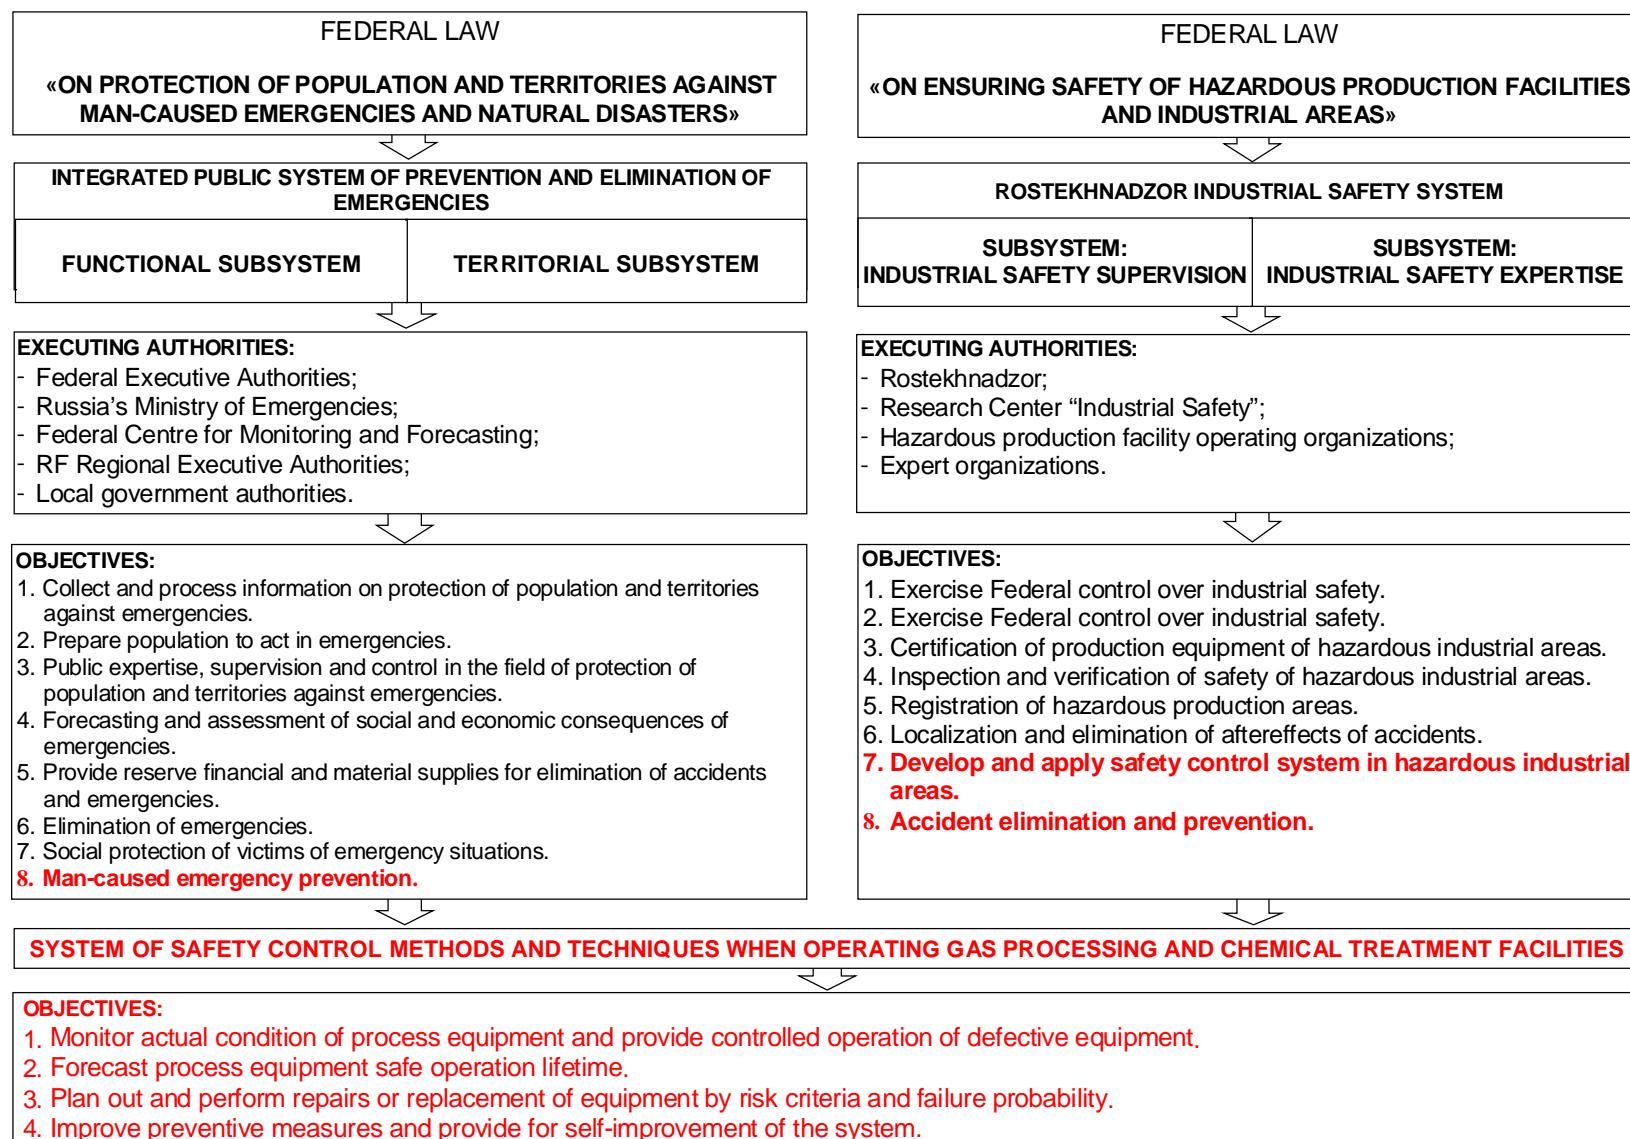 FEDERAL LAW
«ON PROTECTION OF POPULATION AND TERRITORIES AGAINST
MAN-CAUSED EMERGENCIES AND NATURAL DISASTERS»
INTEGRATED PUBLIC SYSTEM OF PREVENTION AND ELIMINATION OF
EMERGENCIES
FUNCTIONAL SUBSYSTEM
TERRITORIAL SUBSYSTEM
EXECUTING AUTHORITIES:
- Federal Executive Authorities;
- Russia’s Ministry of Emergencies;
- Federal Centre for Monitoring and Forecasting;
- RF Regional Executive Authorities;
- Local government authorities.
OBJECTIVES:
1. Collect and process information on protection of population and territories
against emergencies.
2. Prepare population to act in emergencies.
3. Public expertise, supervision and control in the field of protection of
population and territories against emergencies.
4. Forecasting and assessment of social and economic consequences of
emergencies.
5. Provide reserve financial and material supplies for elimination of accidents
and emergencies.
6. Elimination of emergencies.
7. Social protection of victims of emergency situations.
8. Man-caused emergency prevention.
FEDERAL LAW
«ON ENSURING SAFETY OF HAZARDOUS PRODUCTION FACILITIES
AND INDUSTRIAL AREAS»
ROSTEKHNADZOR INDUSTRIAL SAFETY SYSTEM
SUBSYSTEM:
INDUSTRIAL SAFETY SUPERVISION
SUBSYSTEM:
INDUSTRIAL SAFETY EXPERTISE
EXECUTING AUTHORITIES:
- Rostekhnadzor;
- Research Center “Industrial Safety”;
- Hazardous production facility operating organizations;
- Expert organizations.
OBJECTIVES:
1. Exercise Federal control over industrial safety.
2. Exercise Federal control over industrial safety.
3. Certification of production equipment of hazardous industrial areas.
4. Inspection and verification of safety of hazardous industrial areas.
5. Registration of hazardous production areas.
6. Localization and elimination of aftereffects of accidents.
7. Develop and apply safety control system in hazardous industrial
areas.
8. Accident elimination and prevention.
SYSTEM OF SAFETY CONTROL METHODS AND TECHNIQUES WHEN OPERATING GAS PROCESSING AND CHEMICAL TREATMENT FACILITIES
OBJECTIVES:
1. Monitor actual condition of process equipment and provide controlled operation of defective equipment.
2. Forecast process equipment safe operation lifetime.
3. Plan out and perform repairs or replacement of equipment by risk criteria and failure probability.
4. Improve preventive measures and provide for self-improvement of the system.